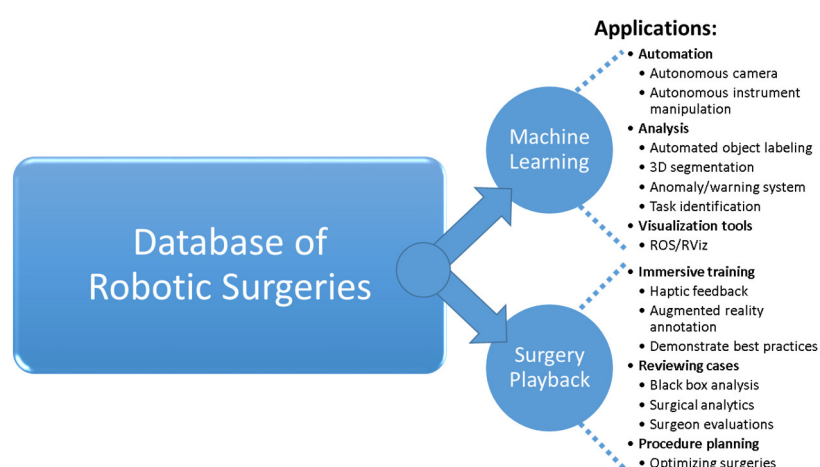 Applications:
• Automation
• Autonomous camera
• Autonomous instrument
manipulation
• Analysis
• Automated object labeling
• 3D segmentation
• Anomaly/warning system
• Task identification
• Visualization tools
• ROS/RViz
Machine
Learning
Database of
Robotic Surgeries
• Immersive training
• Haptic feedback
• Augmented reality
annotation
• Demonstrate best practices
• Reviewing cases
• Black box analysis
• Surgical analytics
• Surgeon evaluations
• Procedure planning
• Optimizing surgeries
Surgery
Playback